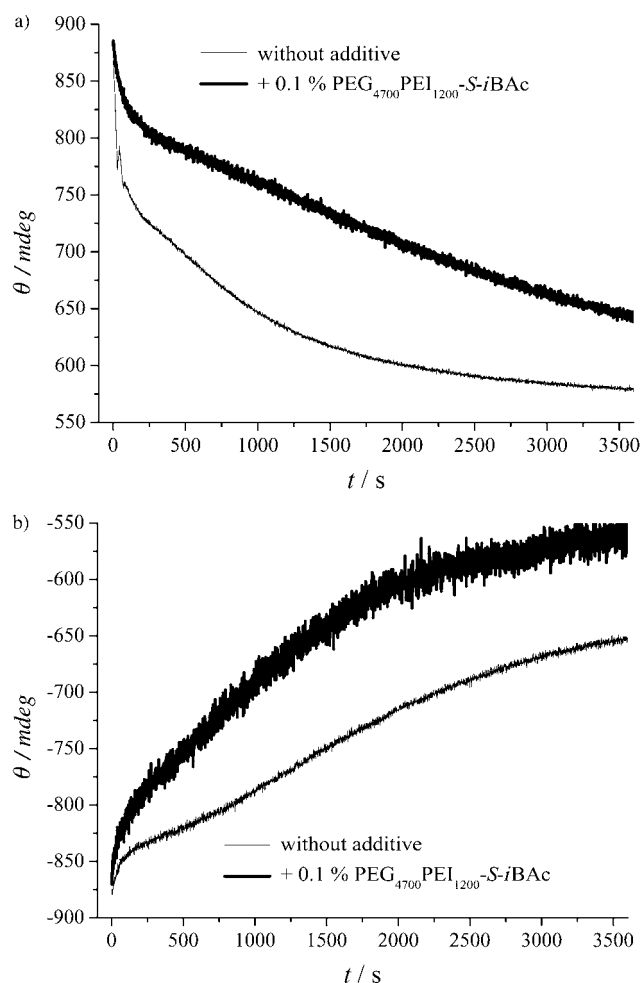 a)
900
850
800
750
700
650
600
550
θ / mdeg
without additive
+ 0.1 % PEG4700PEI1200-S-iBAc
0 500 1000 1500 2000 2500 3000 3500
t / s
b)
-550
-600
-650
-700
-750
-800
-850
-900
θ / mdeg
without additive
+ 0.1 % PEG4700PEI1200-S-iBAc
0 500 1000 1500 2000 2500 3000 3500
t / s